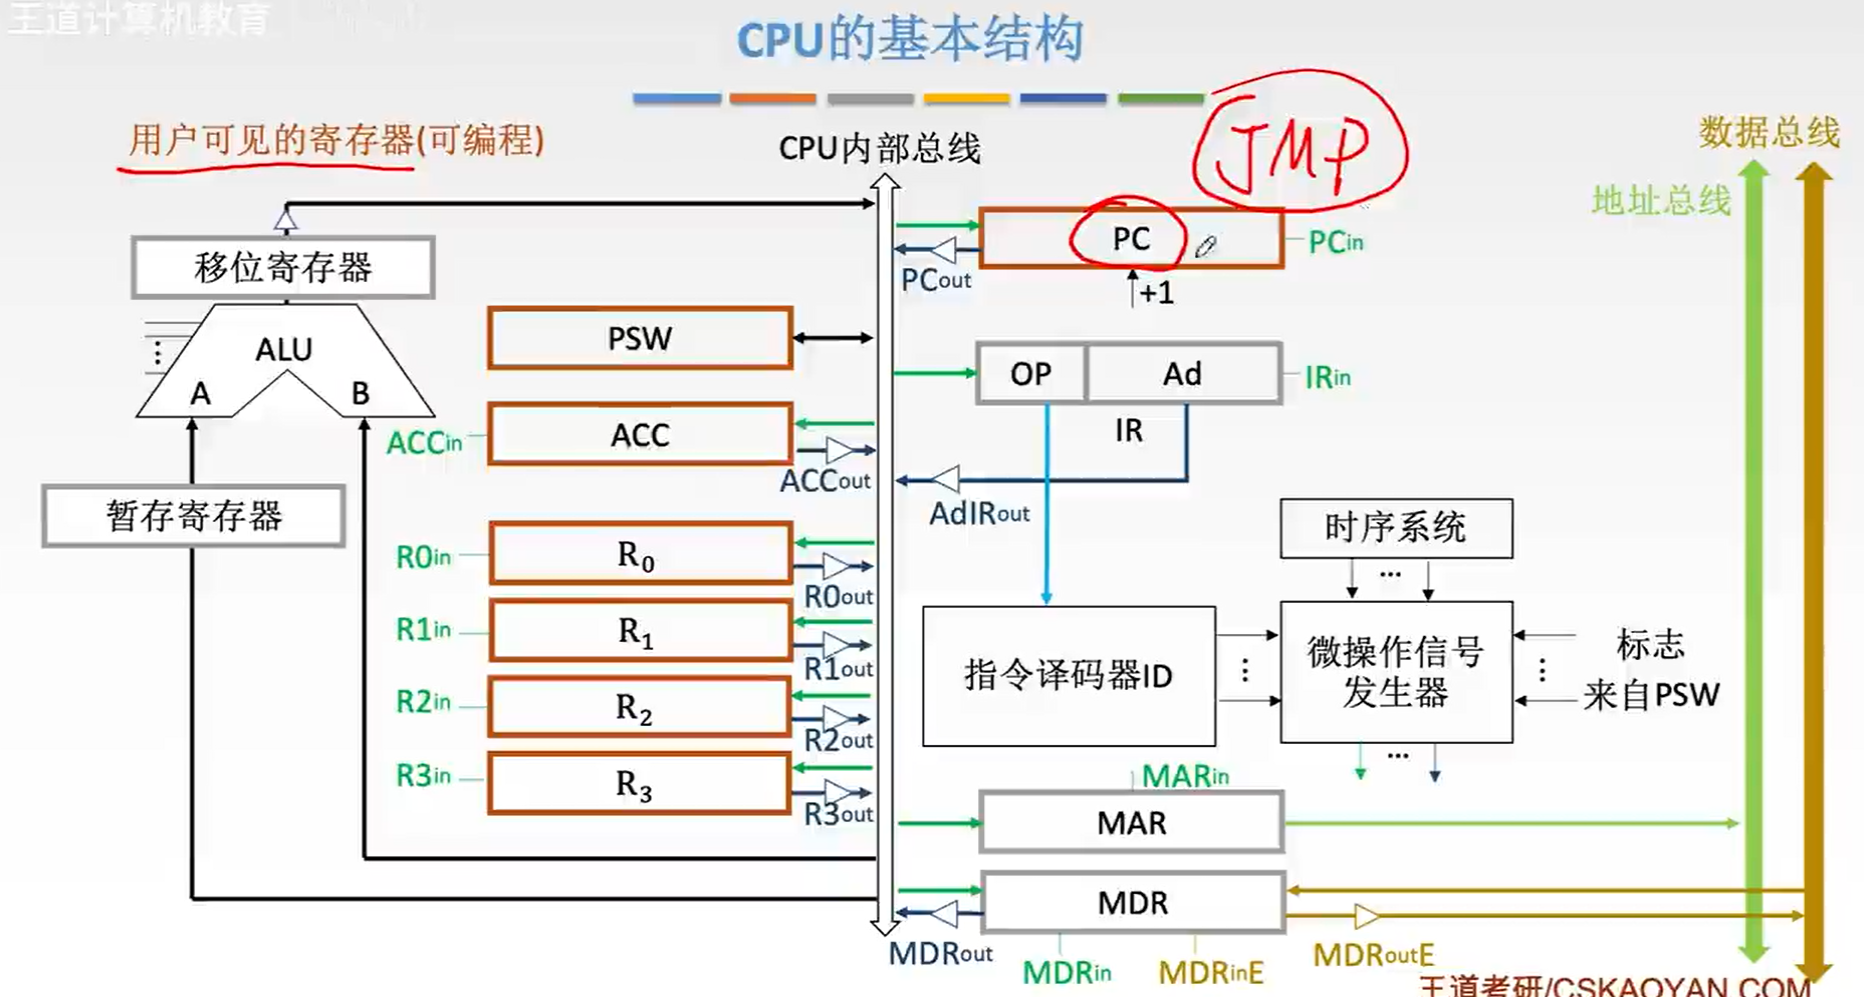 王道计算机教育
CPU的基本结构
JMP
用户可见的寄存器(可编程)
CPU内部总线
数据总线
地址总线
移位寄存器
PC
PCin
PCout
+1
PSW
ALU
A
B
OP
Ad
IRin
IR
ACCin
ACC
ACCout
AdIRout
暂存寄存器
时序系统
...
R0in
R₀
R0out
R1in
R₁
R1out
R2in
R₂
R2out
R3in
R₃
R3out
指令译码器ID
微操作信号
发生器
标志
来自PSW
...
MARin
MAR
MDR
MDRout
MDRin
MDRinE
MDRoutE
王道考研/CSKAOYAN.COM